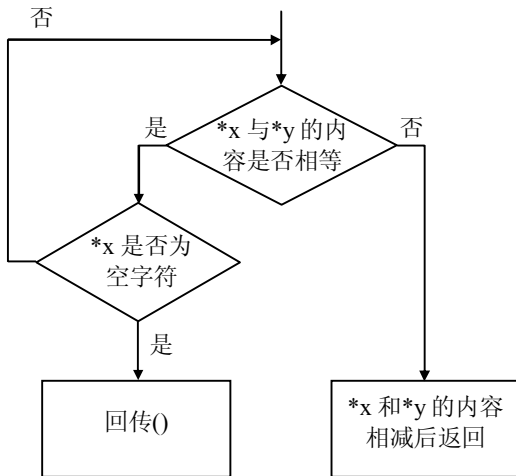 否
*x 与*y 的内
容是否相等
是
否
*x 是否为
空字符
是
回传()
*x 和*y 的内容
相减后返回